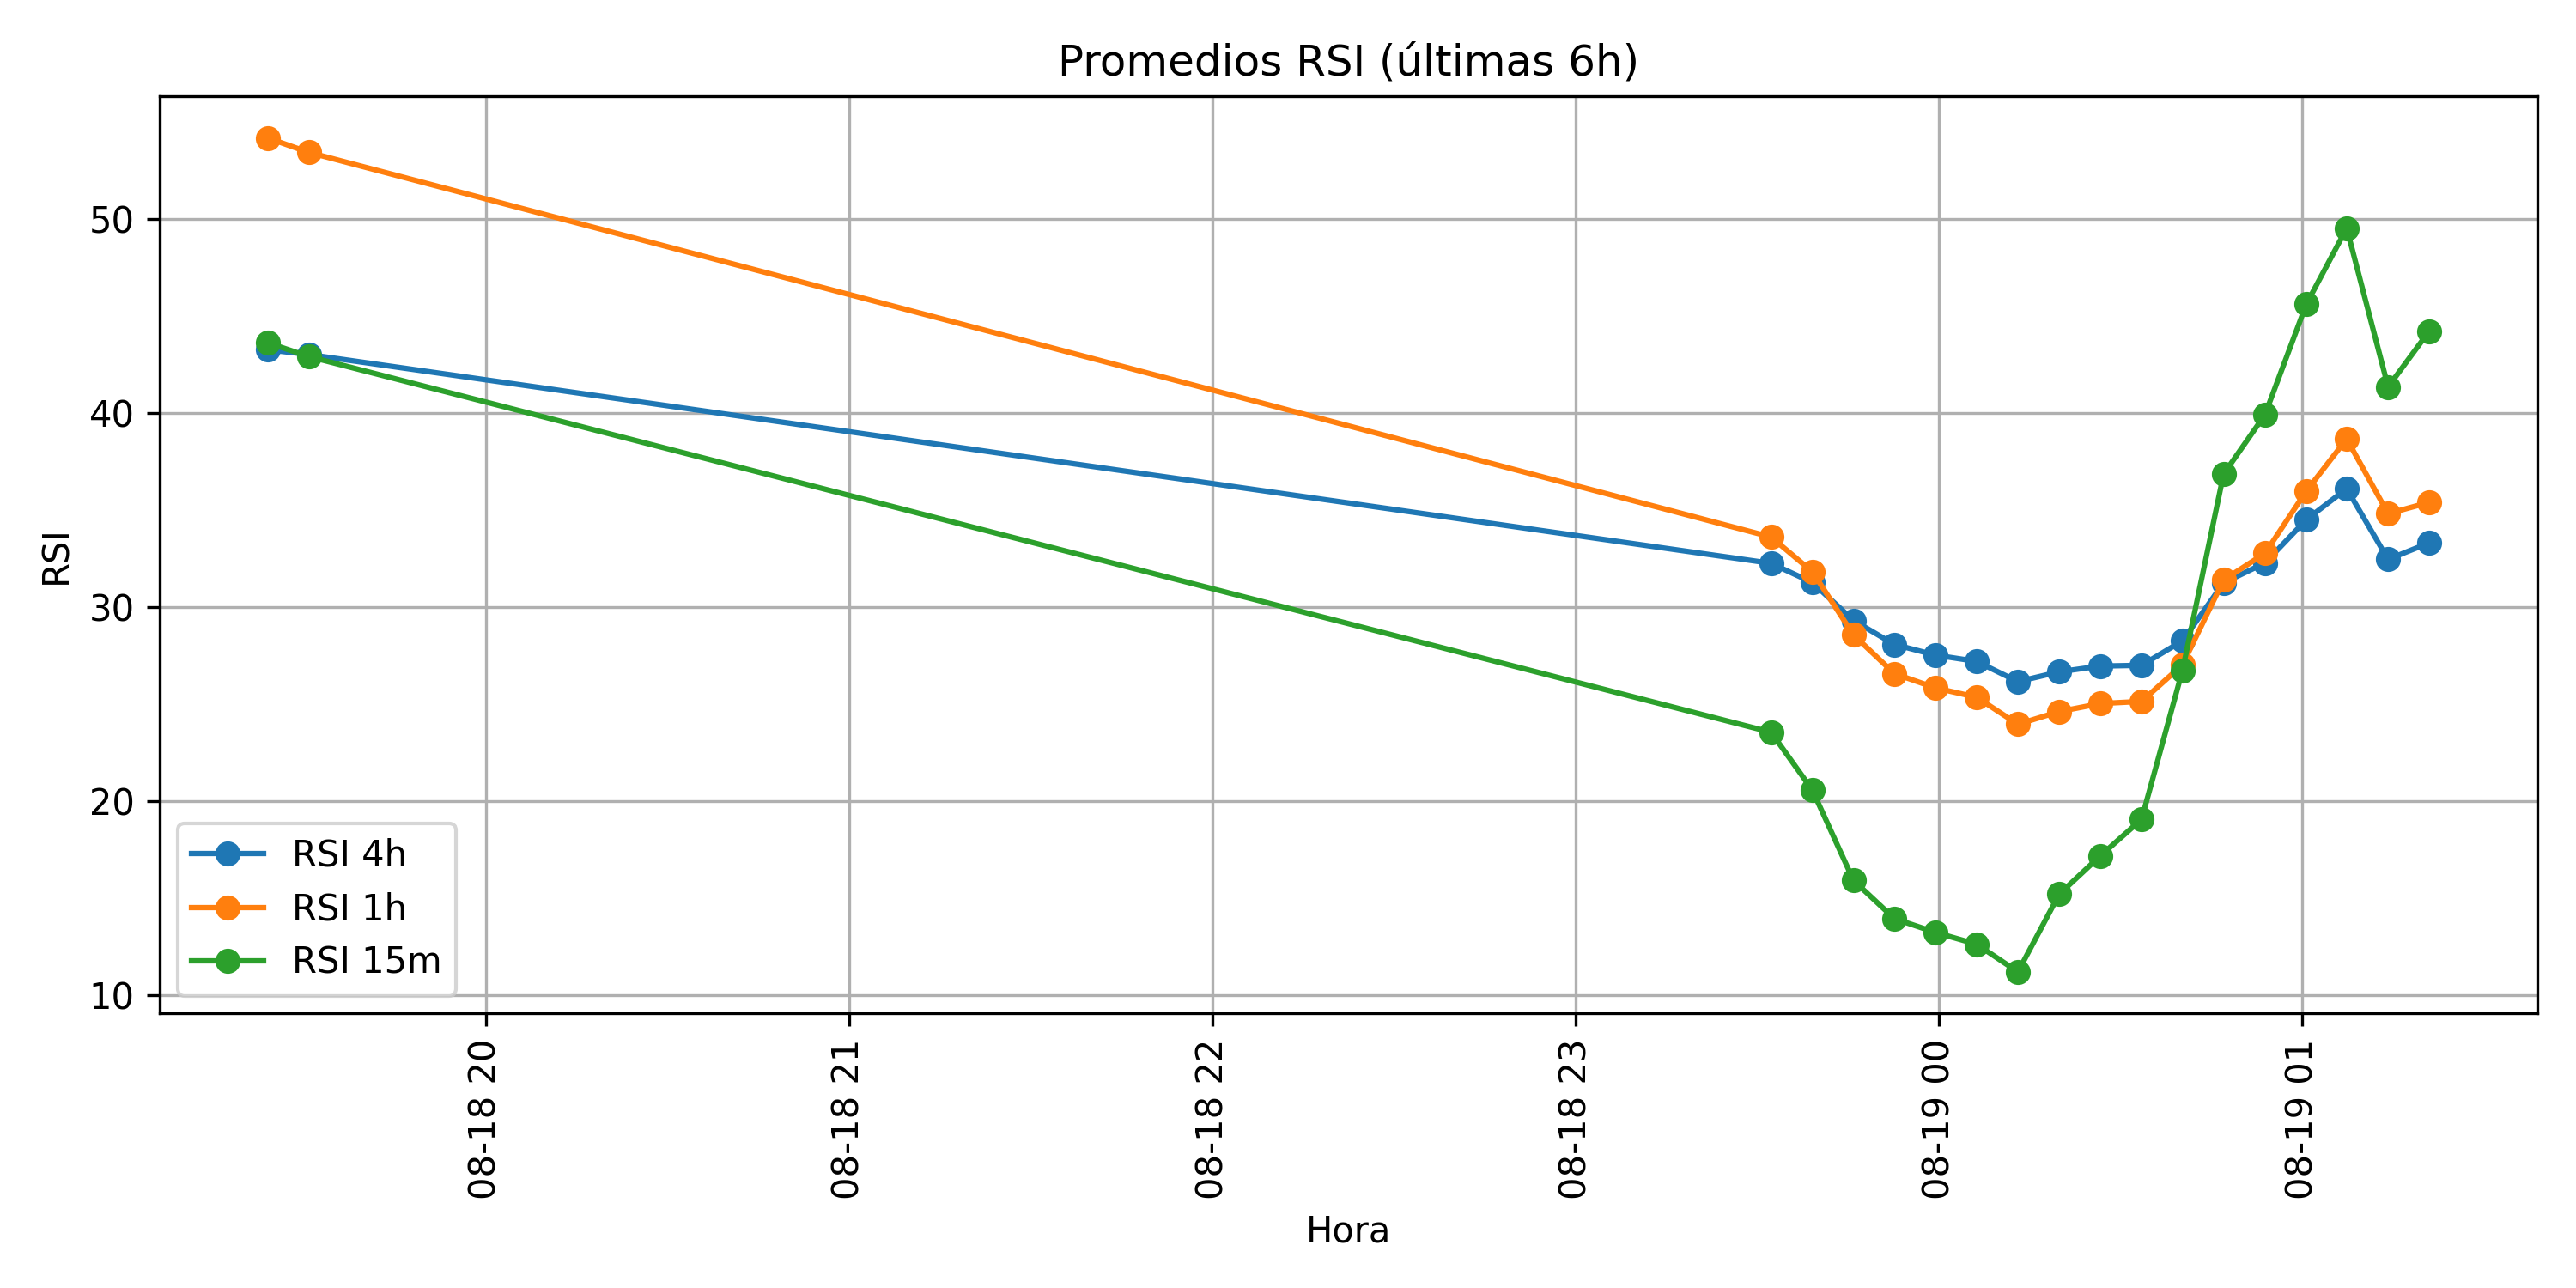 Promedios RSI (últimas 6h)
RSI
50
40
30
20
10
RSI 4h
RSI 1h
RSI 15m
08-18 20
08-18 21
08-18 22
08-18 23
08-19 00
08-19 01
Hora